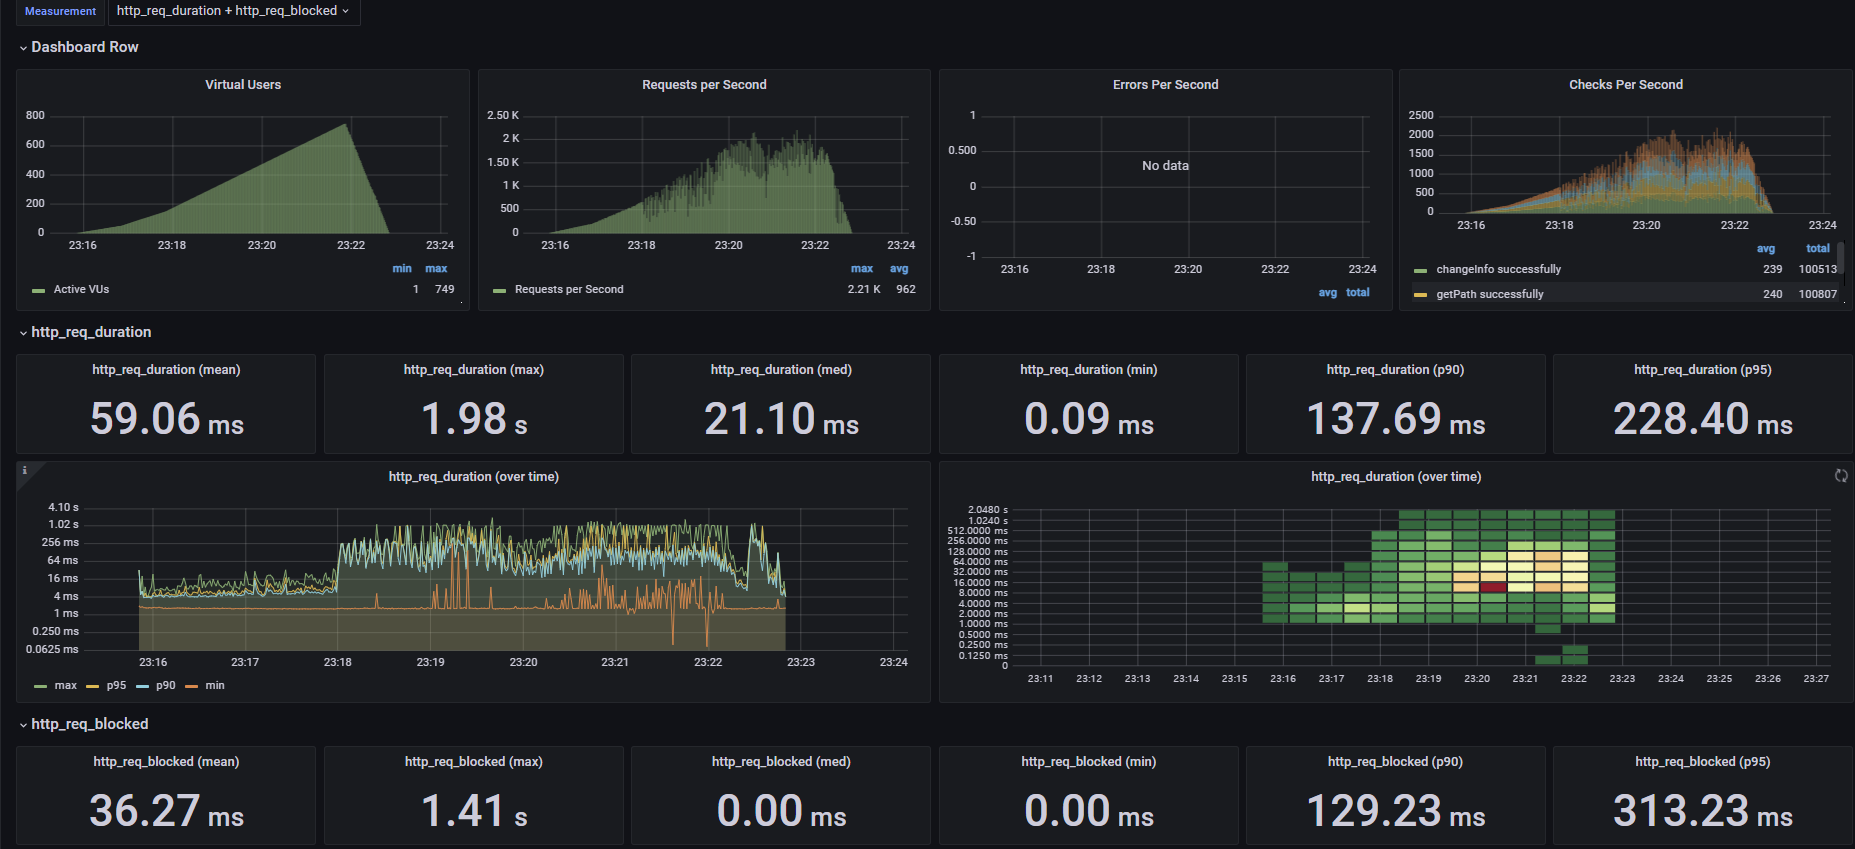 Measurement http_req_duration + http_req_blocked
Dashboard Row
Virtual Users
800
600
400
200
0
23:16 23:18 23:20 23:22 23:24
min max
Active VUs 1 749
Requests per Second
2.50 K
2 K
1.50 K
1 K
500
0
23:16 23:18 23:20 23:22 23:24
max avg
Requests per Second 2.21 K 962
Errors Per Second
1
0.500
0
-0.50
-1
No data
23:16 23:18 23:20 23:22 23:24
avg total
Checks Per Second
2500
2000
1500
1000
500
0
23:16 23:18 23:20 23:22 23:24
avg total
changeInfo successfully 239 100513
getPath successfully 240 100807
http_req_duration
http_req_duration (mean)
59.06 ms
http_req_duration (max)
1.98 s
http_req_duration (med)
21.10 ms
http_req_duration (min)
0.09 ms
http_req_duration (p90)
137.69 ms
http_req_duration (p95)
228.40 ms
i
http_req_duration (over time)
4.10 s
1.02 s
256 ms
64 ms
16 ms
4 ms
1 ms
0.250 ms
0.0625 ms
23:16 23:17 23:18 23:19 23:20 23:21 23:22 23:23 23:24
max p95 p90 min
http_req_duration (over time)
2.0480 s
1.0240 s
512.0000 ms
256.0000 ms
128.0000 ms
64.0000 ms
32.0000 ms
16.0000 ms
8.0000 ms
4.0000 ms
2.0000 ms
1.0000 ms
0.5000 ms
0.2500 ms
0.1250 ms
0
23:11 23:12 23:13 23:14 23:15 23:16 23:17 23:18 23:19 23:20 23:21 23:22 23:23 23:24 23:25 23:26 23:27
http_req_blocked
http_req_blocked (mean)
36.27 ms
http_req_blocked (max)
1.41 s
http_req_blocked (med)
0.00 ms
http_req_blocked (min)
0.00 ms
http_req_blocked (p90)
129.23 ms
http_req_blocked (p95)
313.23 ms